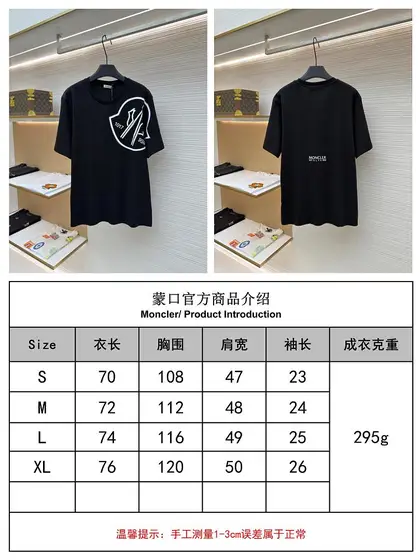 MONCLER
蒙口官方商品介绍
Moncler/ Product Introduction
Size 衣长 胸围 肩宽 袖长 成衣克重
S 70 108 47 23
M 72 112 48 24
L 74 116 49 25
XL 76 120 50 26
295g
温馨提示：手工测量1-3cm误差属于正常